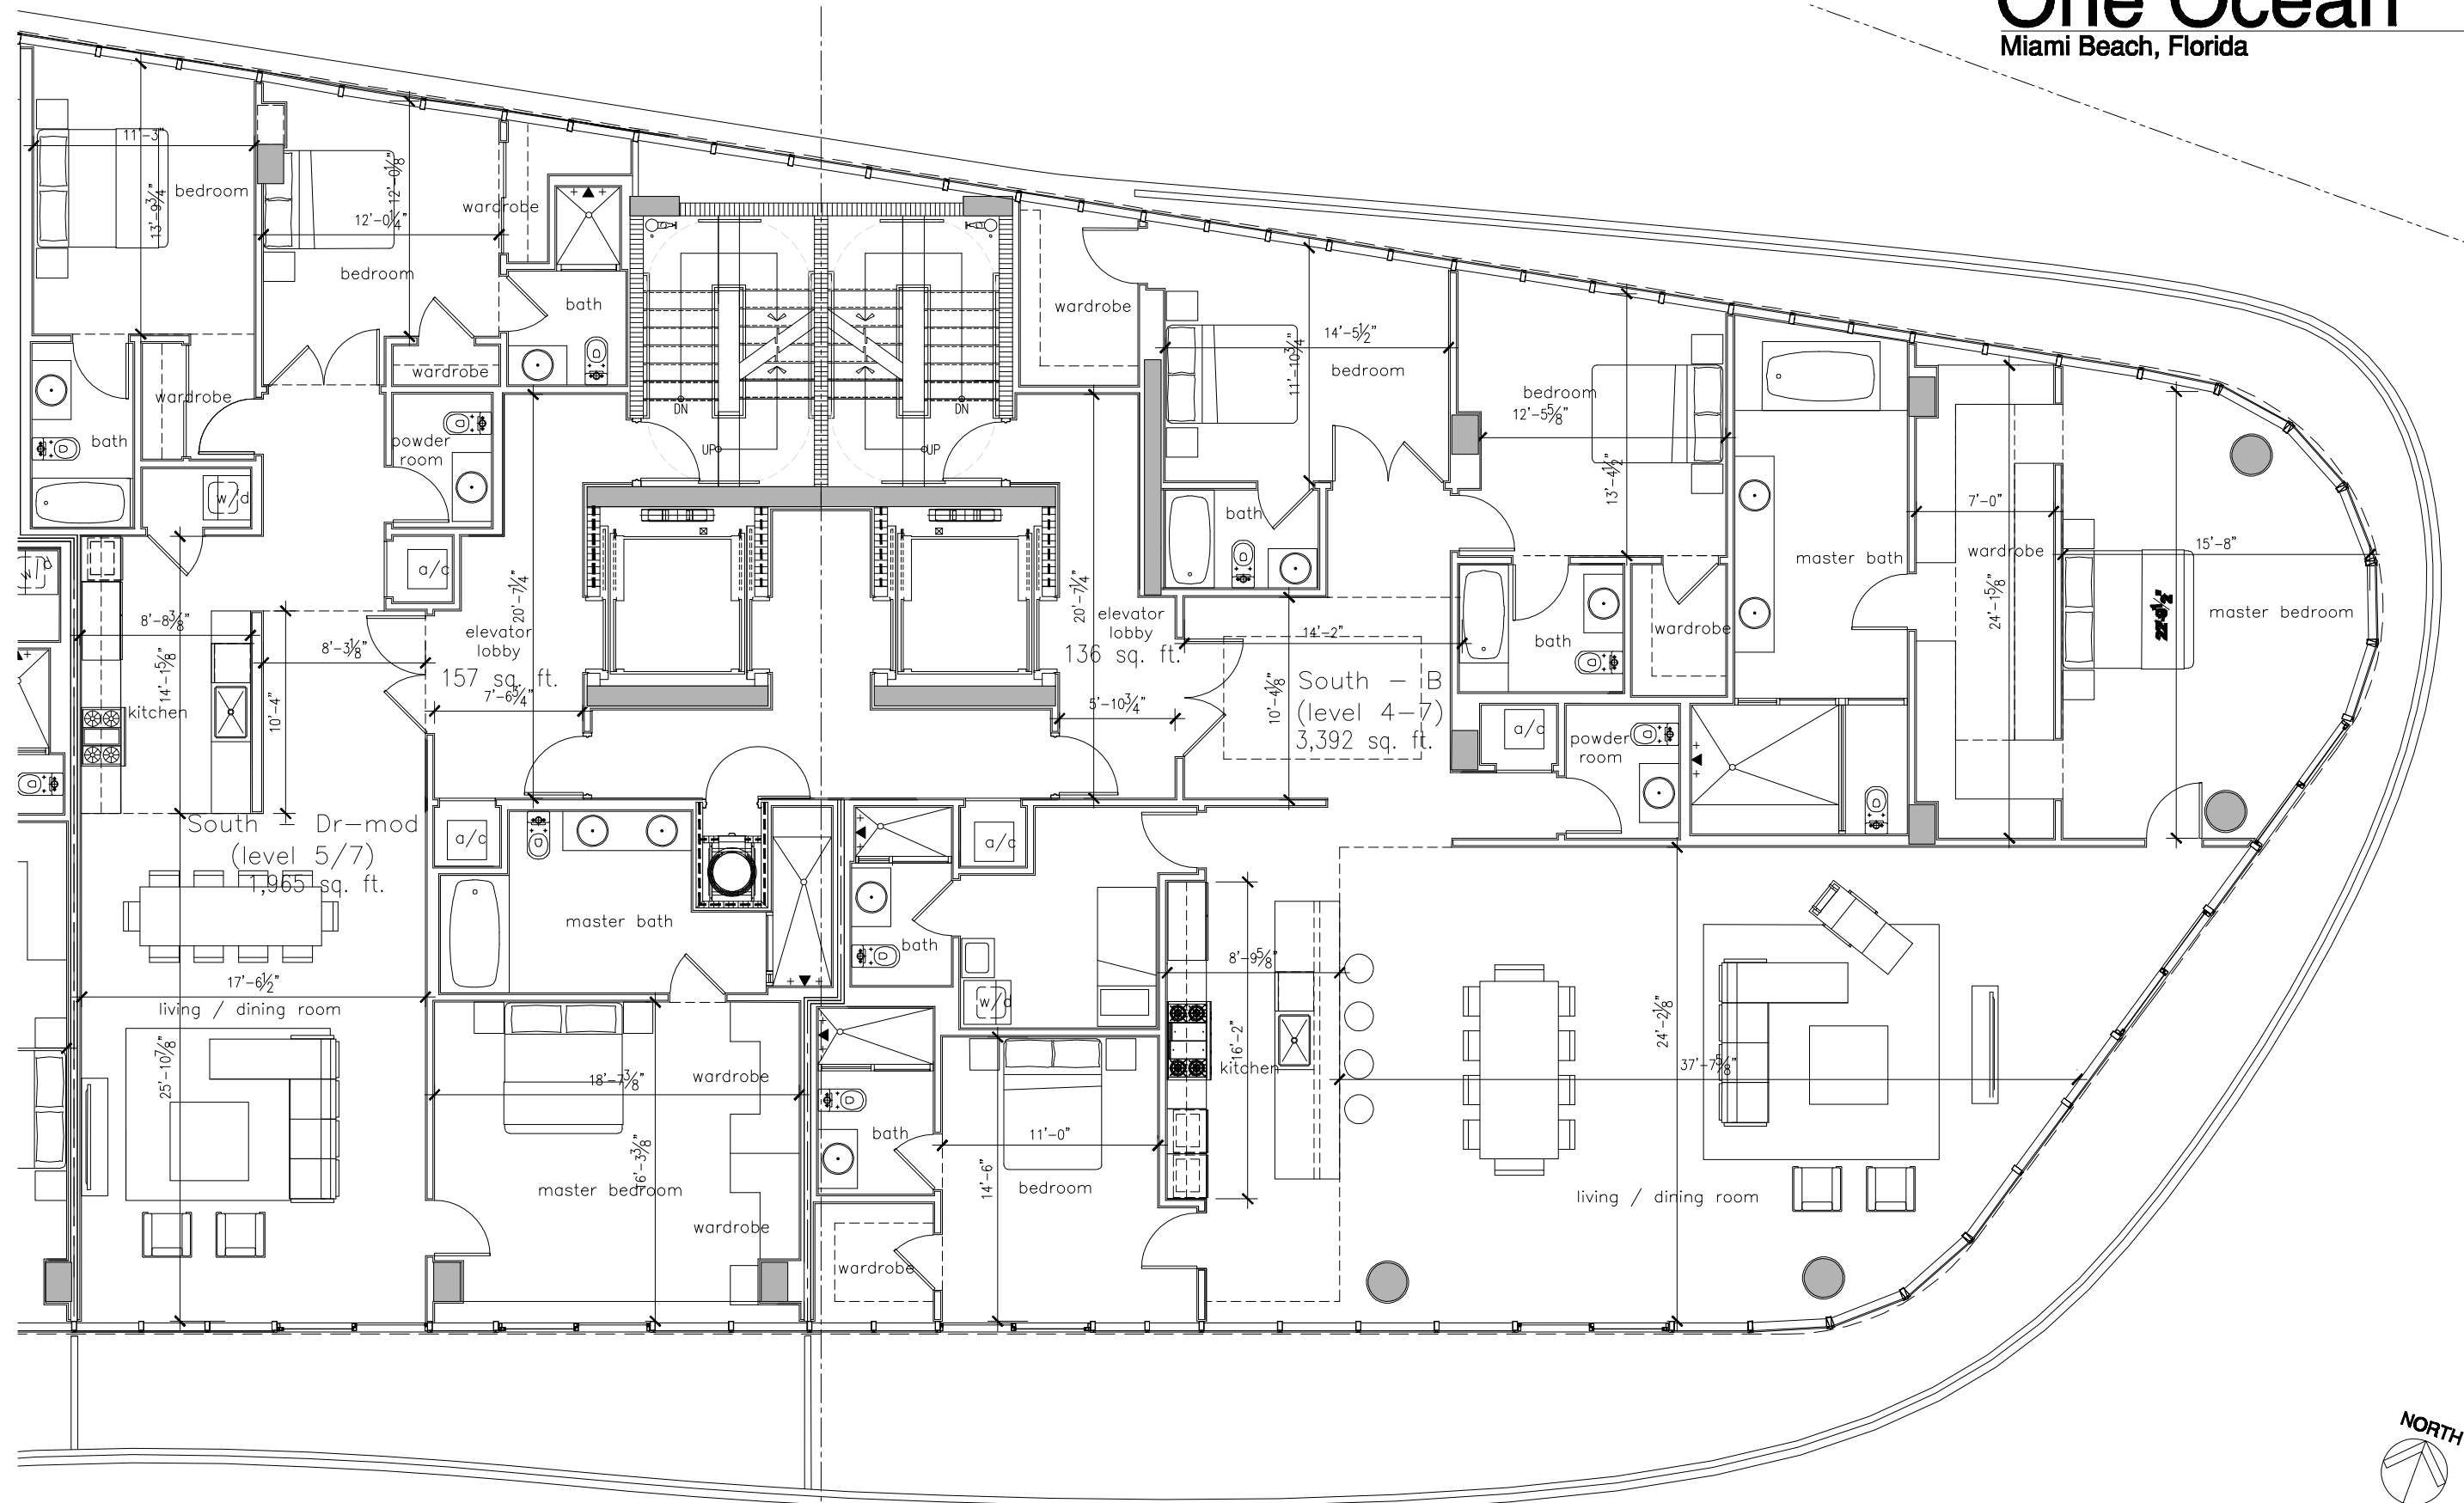 One Ocean
Miami Beach, Florida
11'-3"
13'-9¾"
bedroom
12'-0⅛"
12'-0¼"
bedroom
wardrobe
bath
wardrobe
wardrobe
bath
powder
room
w/d
a/c
DN
DN
UP
UP
wardrobe
14'-5½"
11'-10¾"
bedroom
bedroom
12'-5⅝"
13'-4½"
bath
master bath
7'-0"
wardrobe
24'-1⅝"
15'-8"
master bedroom
8'-8⅜"
14'-1⅝"
8'-3⅛"
10'-4"
kitchen
20'-7¼"
elevator
lobby
157 sq. ft.
7'-6¾"
20'-7¼"
elevator
lobby
136 sq. ft.
5'-10¾"
14'-2"
10'-4⅛"
South - B
(level 4-7)
3,392 sq. ft.
bath
wardrobe
a/c
powder
room
South - Dr-mod
(level 5/7)
1,965 sq. ft.
a/c
master bath
bath
a/c
w/d
17'-6½"
living / dining room
25'-10⅞"
18'-7⅜"
wardrobe
16'-3⅜"
master bedroom
wardrobe
bath
11'-0"
14'-6"
bedroom
wardrobe
8'-9⅝"
16'-2"
kitchen
24'-2⅛"
37'-7⅝"
living / dining room
NORTH